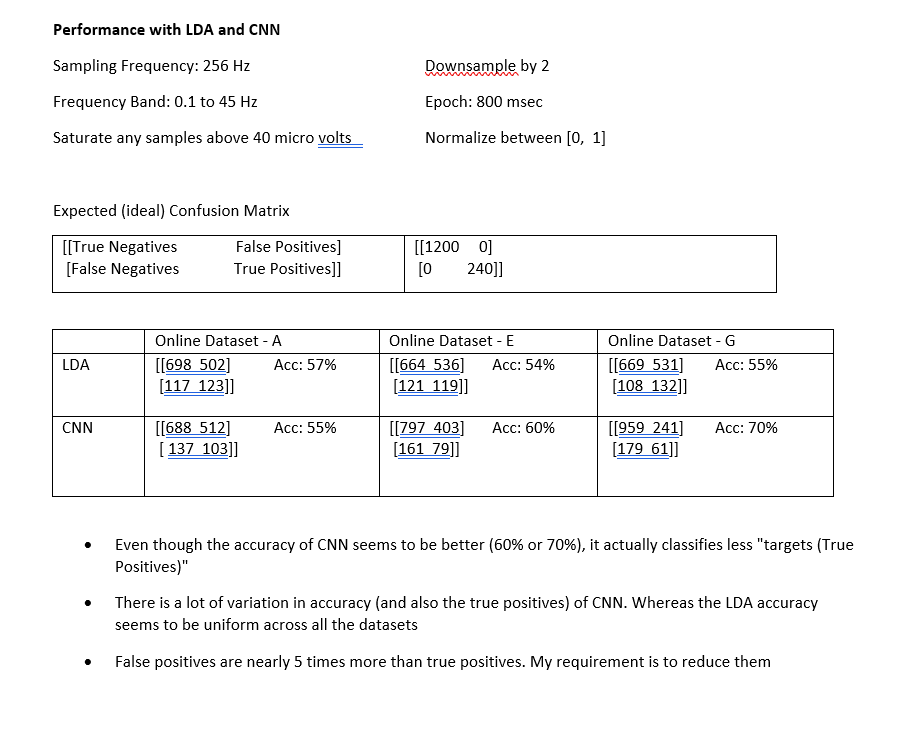 Performance with LDA and CNN
Sampling Frequency: 256 Hz Downsample by 2
Frequency Band: 0.1 to 45 Hz Epoch: 800 msec
Saturate any samples above 40 micro volts Normalize between [0, 1]
Expected (ideal) Confusion Matrix
[[True Negatives False Positives] [[1200 0]
[False Negatives True Positives]] [0 240]]
Online Dataset - A Online Dataset - E Online Dataset - G
LDA [[698 502] Acc: 57% [[664 536] Acc: 54% [[669 531] Acc: 55%
[117 123]] [121 119]] [108 132]]
CNN [[688 512] Acc: 55% [[797 403] Acc: 60% [[959 241] Acc: 70%
[ 137 103]] [161 79]] [179 61]]
• Even though the accuracy of CNN seems to be better (60% or 70%), it actually classifies less "targets (True
Positives)"
• There is a lot of variation in accuracy (and also the true positives) of CNN. Whereas the LDA accuracy
seems to be uniform across all the datasets
• False positives are nearly 5 times more than true positives. My requirement is to reduce them